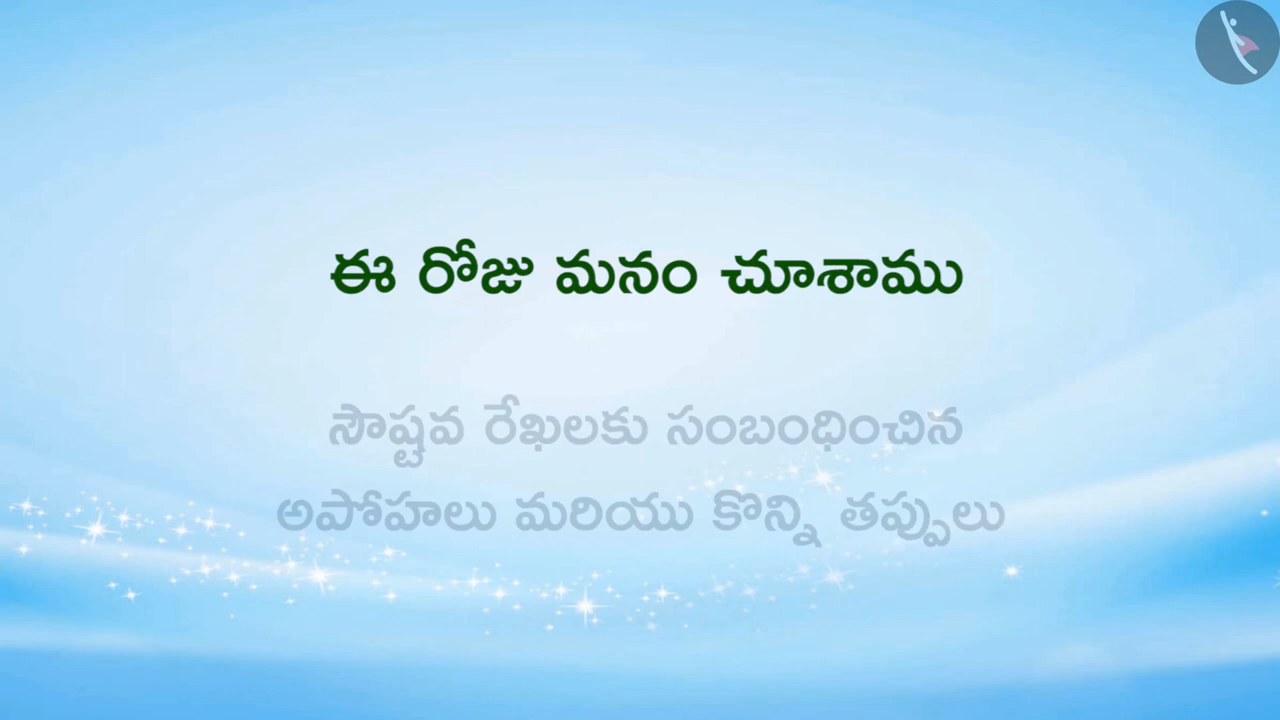 ఈ రోజు మనం చూశాము
సౌష్టవ రేఖలకు సంబంధించిన
అపోహలు మరియు కొన్ని తప్పులు